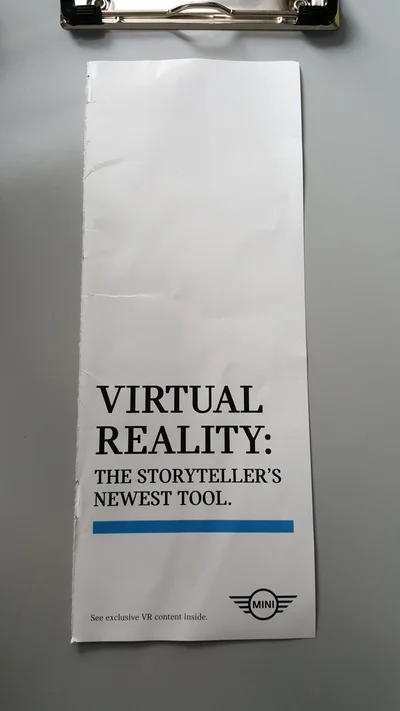 VIRTUAL
REALITY:
THE STORYTELLER'S
NEWEST TOOL.
MINI
See exclusive VR content inside.